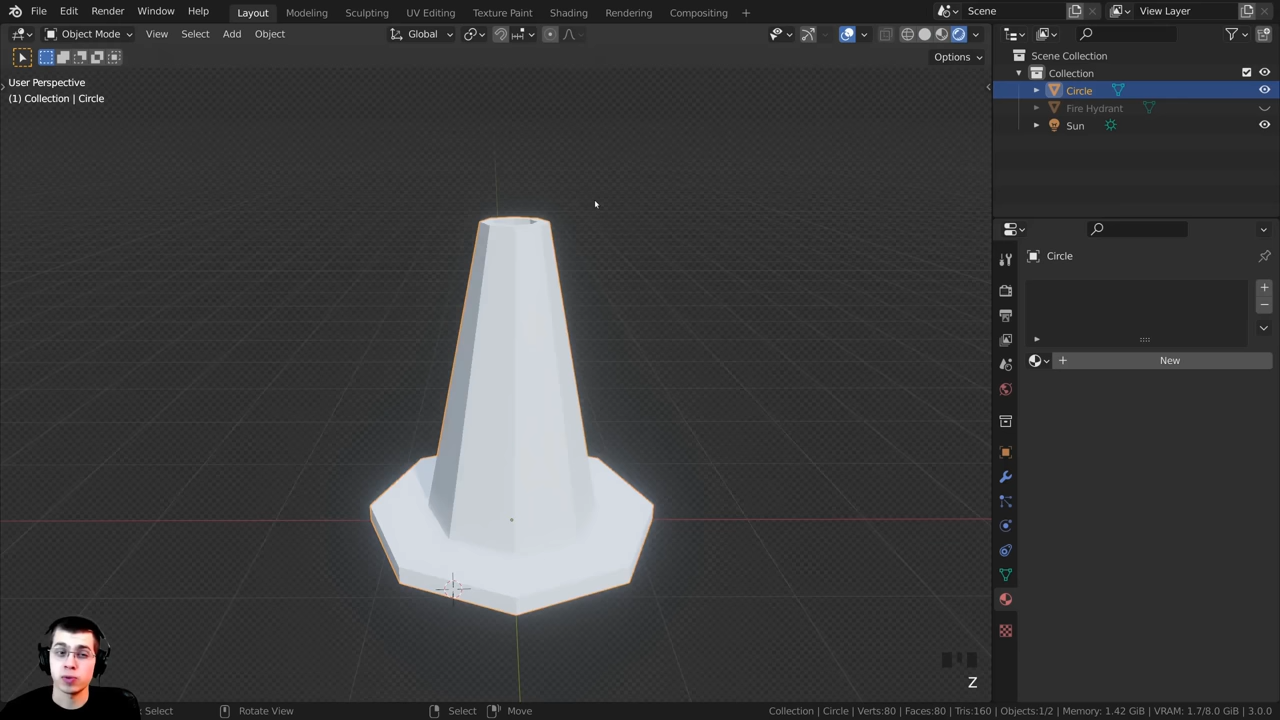 File Edit Render Window Help Layout Modeling Sculpting UV Editing Texture Paint Shading Rendering Compositing + Scene View Layer
Object Mode View Select Add Object Global
Options
User Perspective
(1) Collection | Circle
Scene Collection
Collection
Circle
Fire Hydrant
Sun
Circle
New
Z
Select Rotate View Select Move Collection | Circle | Verts:80 | Faces:80 | Tris:160 | Objects:1/2 | Memory: 1.42 GiB | VRAM: 1.7/8.0 GiB | 3.0.0